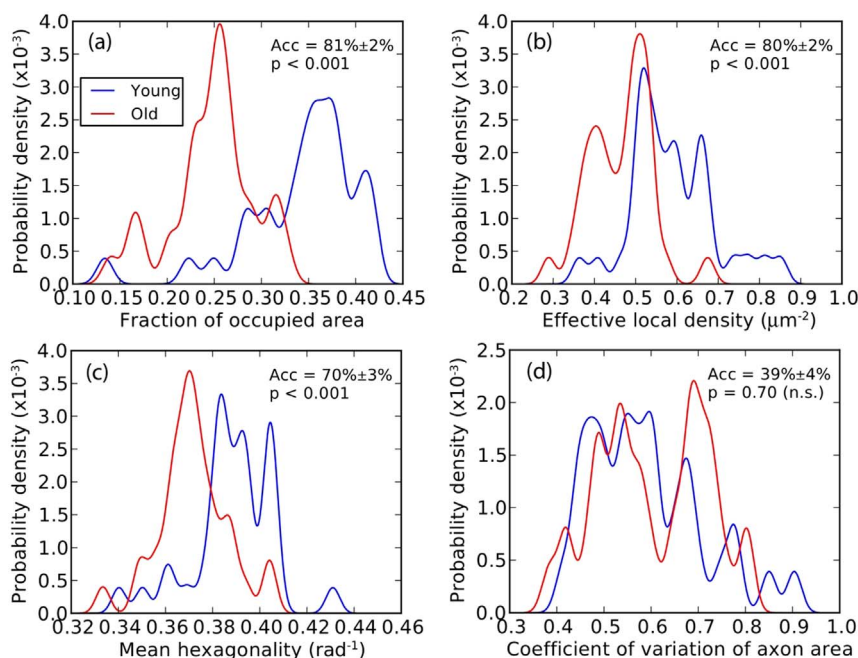 (a)
Acc = 81%±2%
p < 0.001
Young
Old
Probability density (x10⁻³)
4.0
3.5
3.0
2.5
2.0
1.5
1.0
0.5
0.0
0.10 0.15 0.20 0.25 0.30 0.35 0.40 0.45
Fraction of occupied area
(b)
Acc = 80%±2%
p < 0.001
Probability density (x10⁻³)
4.0
3.5
3.0
2.5
2.0
1.5
1.0
0.5
0.0
0.2 0.3 0.4 0.5 0.6 0.7 0.8 0.9 1.0
Effective local density (μm⁻²)
(c)
Acc = 70%±3%
p < 0.001
Probability density (x10⁻³)
4.0
3.5
3.0
2.5
2.0
1.5
1.0
0.5
0.0
0.32 0.34 0.36 0.38 0.40 0.42 0.44 0.46
Mean hexagonality (rad⁻¹)
(d)
Acc = 39%±4%
p = 0.70 (n.s.)
Probability density (x10⁻³)
2.5
2.0
1.5
1.0
0.5
0.0
0.3 0.4 0.5 0.6 0.7 0.8 0.9 1.0
Coefficient of variation of axon area